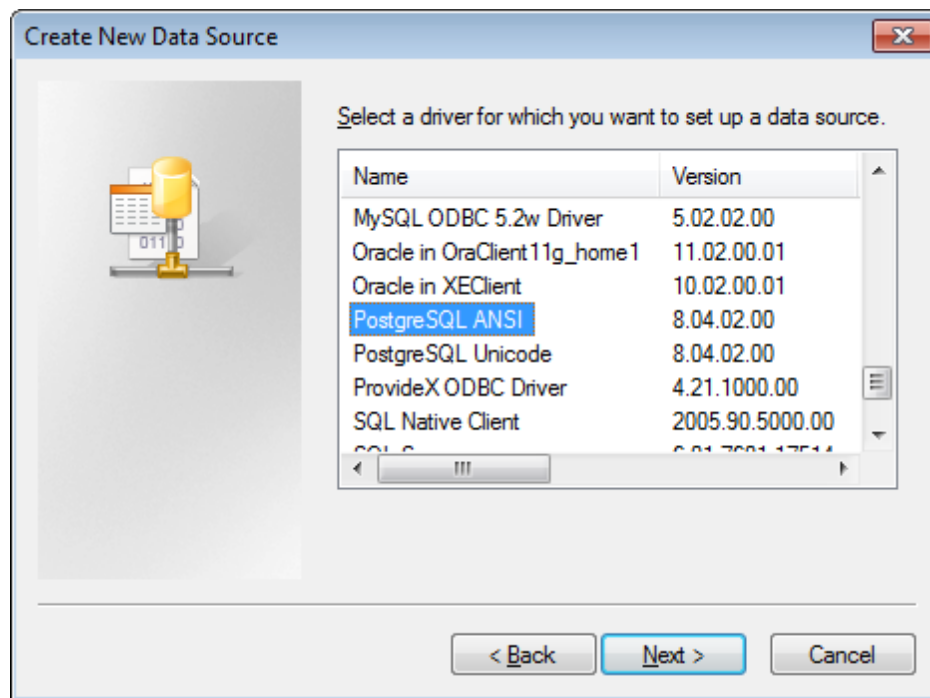 Create New Data Source
Select a driver for which you want to set up a data source.
Name Version
MySQL ODBC 5.2w Driver 5.02.02.00
Oracle in OraClient11g_home1 11.02.00.01
Oracle in XEClient 10.02.00.01
PostgreSQL ANSI 8.04.02.00
PostgreSQL Unicode 8.04.02.00
ProvideX ODBC Driver 4.21.1000.00
SQL Native Client 2005.90.5000.00
< Back Next > Cancel